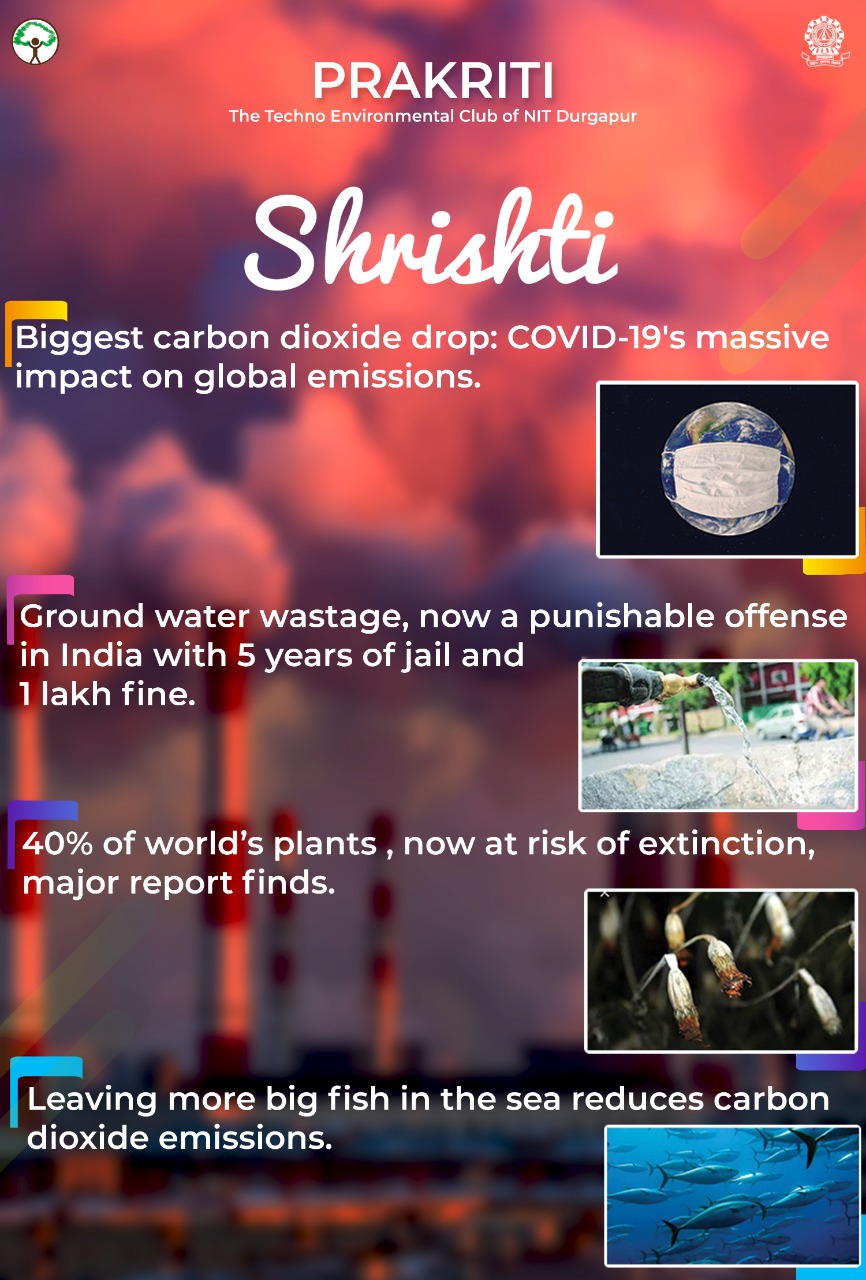 PRAKRITI
The Techno Environmental Club of NIT Durgapur
Shrishti
Biggest carbon dioxide drop: COVID-19's massive
impact on global emissions.
Ground water wastage, now a punishable offense
in India with 5 years of jail and
1 lakh fine.
40% of world’s plants , now at risk of extinction,
major report finds.
Leaving more big fish in the sea reduces carbon
dioxide emissions.